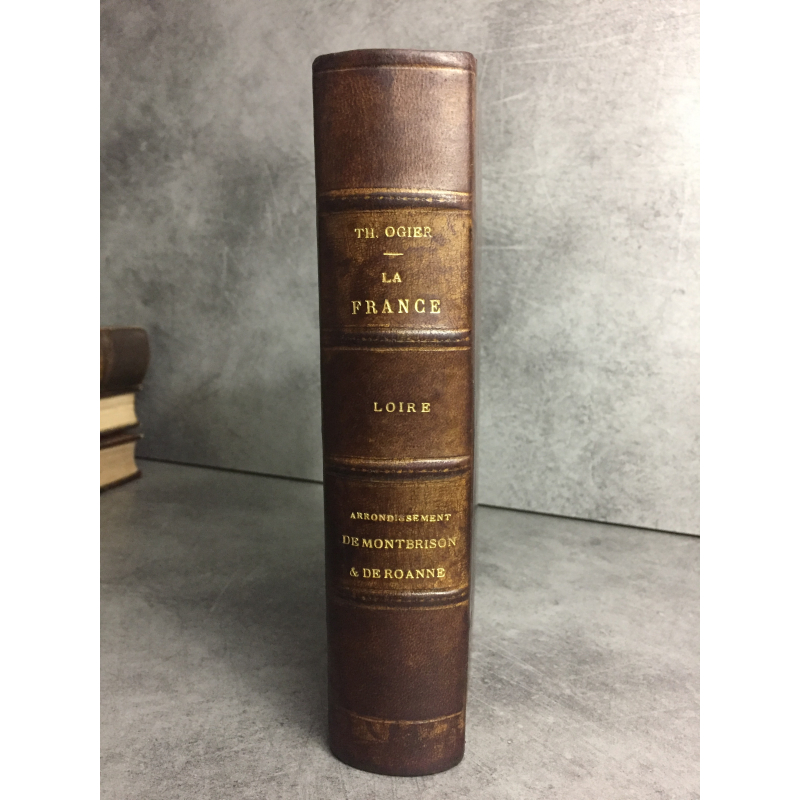 TH. OGIER
LA
FRANCE
LOIRE
ARRONDISSEMENT
DE MONTBRISON
& DE ROANNE